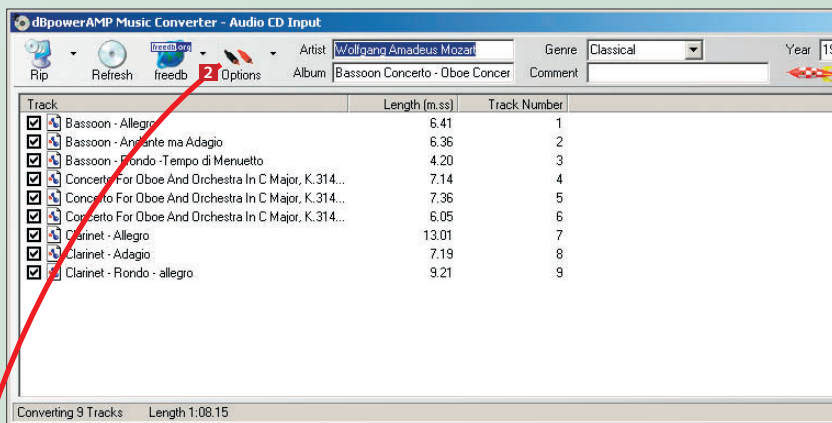 dBpowerAMP Music Converter - Audio CD Input
Rip Refresh freedb.org freedb 2 Options
Artist Wolfgang Amadeus Mozart Genre Classical Year
Album Bassoon Concerto - Oboe Concer Comment
Track Length (m.ss) Track Number
Bassoon - Allegro 6.41 1
Bassoon - Andante ma Adagio 6.36 2
Bassoon - Rondo -Tempo di Menuetto 4.20 3
Concerto For Oboe And Orchestra In C Major, K.314... 7.14 4
Concerto For Oboe And Orchestra In C Major, K.314... 7.36 5
Concerto For Oboe And Orchestra In C Major, K.314... 6.05 6
Clarinet - Allegro 13.01 7
Clarinet - Adagio 7.19 8
Clarinet - Rondo - allegro 9.21 9
Converting 9 Tracks Length 1:08.15